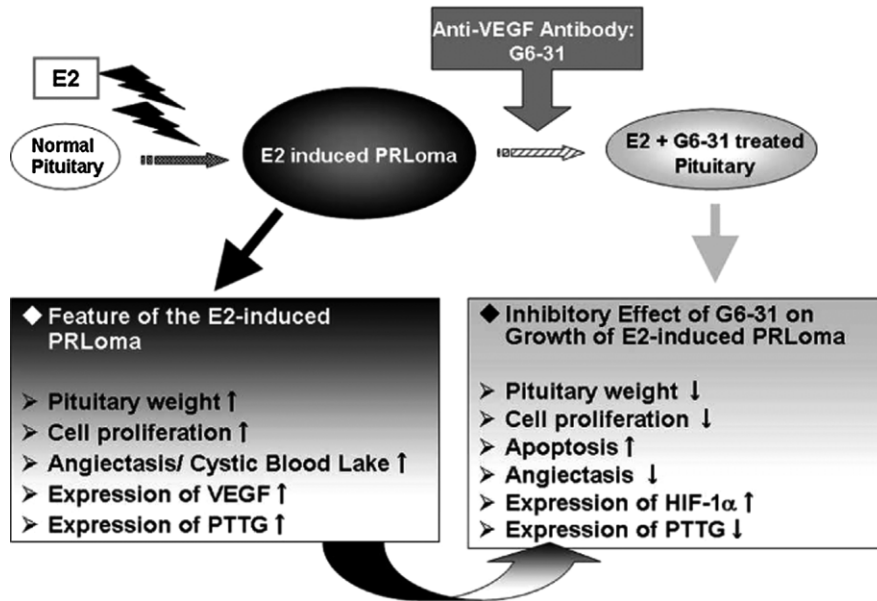 Anti-VEGF Antibody:
G6-31
E2
Normal
Pituitary
E2 induced PRLoma
E2 + G6-31 treated
Pituitary
◆ Feature of the E2-induced
PRLoma
➢ Pituitary weight ↑
➢ Cell proliferation ↑
➢ Angiectasis/ Cystic Blood Lake ↑
➢ Expression of VEGF ↑
➢ Expression of PTTG ↑
◆ Inhibitory Effect of G6-31 on
Growth of E2-induced PRLoma
➢ Pituitary weight ↓
➢ Cell proliferation ↓
➢ Apoptosis ↑
➢ Angiectasis ↓
➢ Expression of HIF-1α ↑
➢ Expression of PTTG ↓